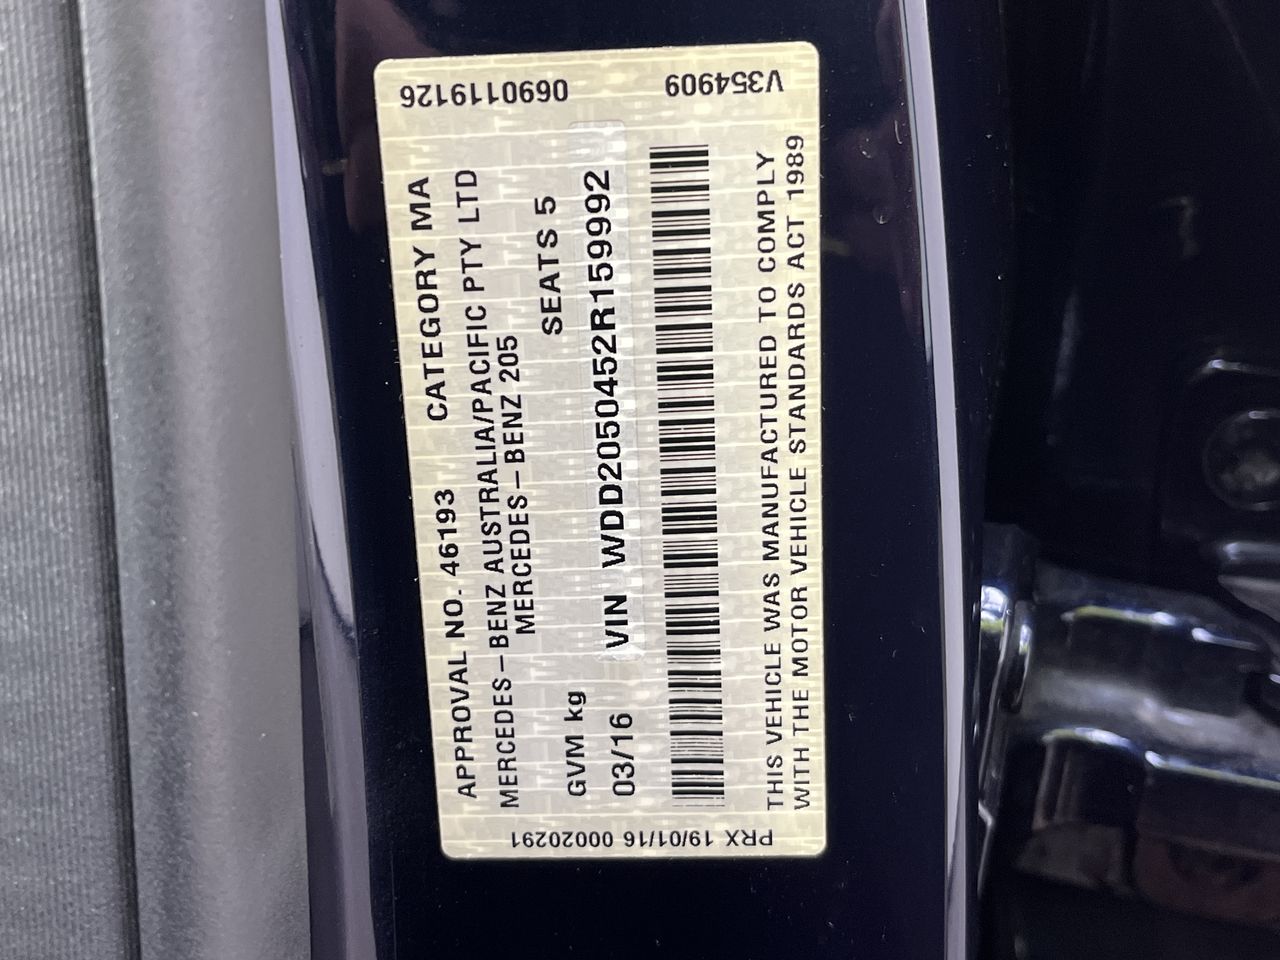 APPROVAL NO. 46193 CATEGORY MA
MERCEDES-BENZ AUSTRALIA/PACIFIC PTY LTD
MERCEDES-BENZ 205
GVM kg SEATS 5
03/16 VIN WDD2050452R159992
THIS VEHICLE WAS MANUFACTURED TO COMPLY
WITH THE MOTOR VEHICLE STANDARDS ACT 1989
PRX 19/01/16 00020291
0690119126
V354909